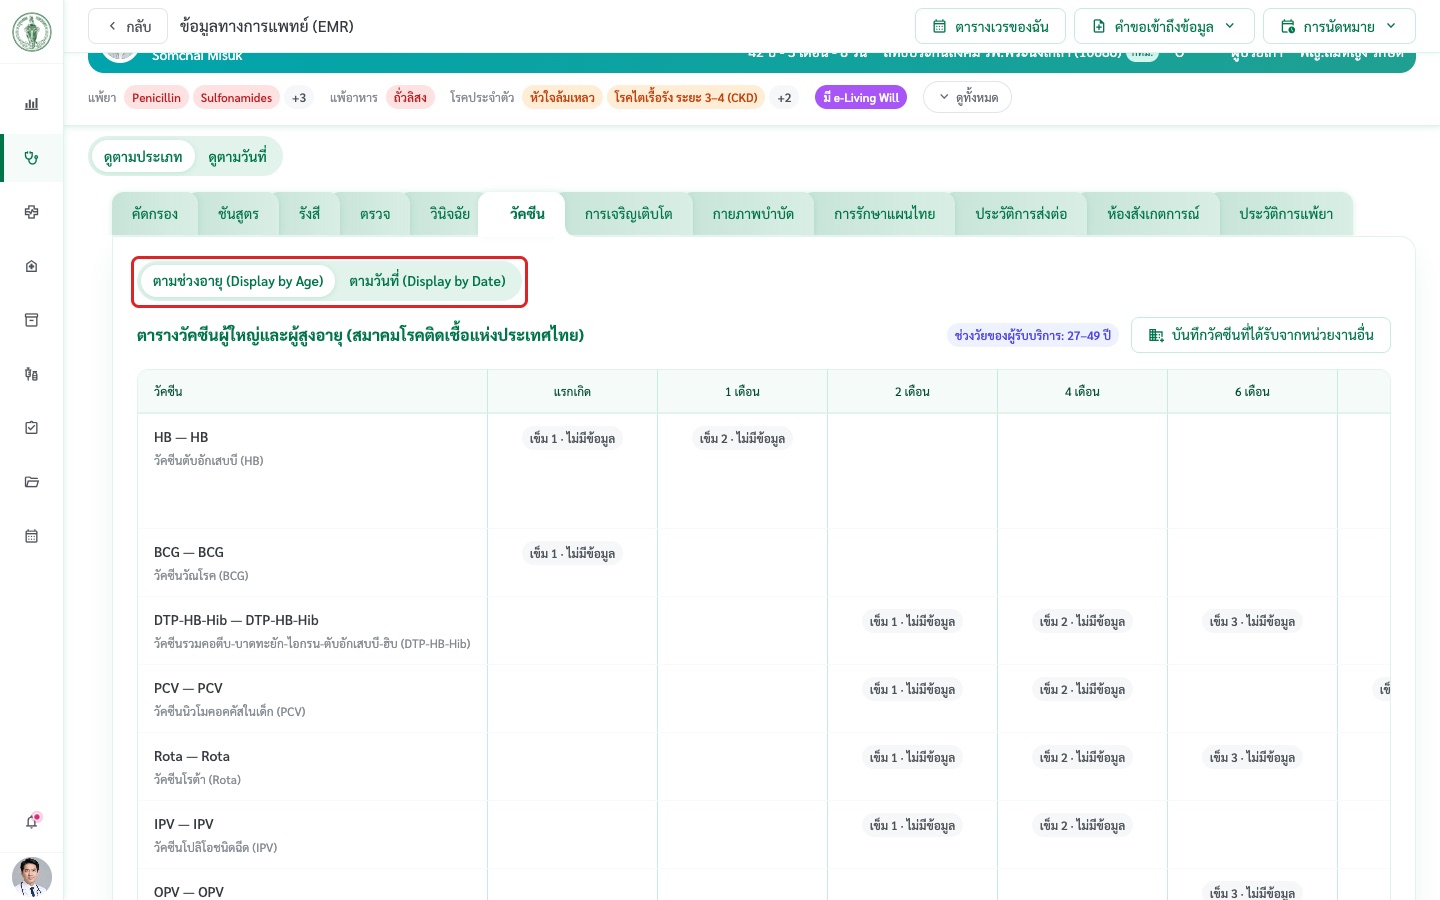 กลับ
ข้อมูลทางการแพทย์ (EMR)
ตารางเวรของฉัน
คำขอเข้าถึงข้อมูล
การนัดหมาย
Somchai Misuk
แพ้ยา Penicillin Sulfonamides +3 แพ้อาหาร ถั่วลิสง โรคประจำตัว หัวใจล้มเหลว โรคไตเรื้อรัง ระยะ 3–4 (CKD) +2 มี e-Living Will ดูทั้งหมด
ดูตามประเภท ดูตามวันที่
คัดกรอง ชันสูตร รังสี ตรวจ วินิจฉัย วัคซีน การเจริญเติบโต กายภาพบำบัด การรักษาแผนไทย ประวัติการส่งต่อ ห้องสังเกตการณ์ ประวัติการแพ้ยา
ตามช่วงอายุ (Display by Age) ตามวันที่ (Display by Date)
ตารางวัคซีนผู้ใหญ่และผู้สูงอายุ (สมาคมโรคติดเชื้อแห่งประเทศไทย)
ช่วงวัยของผู้รับบริการ: 27–49 ปี
บันทึกวัคซีนที่ได้รับจากหน่วยงานอื่น
วัคซีน แรกเกิด 1 เดือน 2 เดือน 4 เดือน 6 เดือน
HB — HB เข็ม 1 · ไม่มีข้อมูล เข็ม 2 · ไม่มีข้อมูล
วัคซีนตับอักเสบบี (HB)
BCG — BCG เข็ม 1 · ไม่มีข้อมูล
วัคซีนวัณโรค (BCG)
DTP-HB-Hib — DTP-HB-Hib เข็ม 1 · ไม่มีข้อมูล เข็ม 2 · ไม่มีข้อมูล เข็ม 3 · ไม่มีข้อมูล
วัคซีนรวมคอตีบ-บาดทะยัก-ไอกรน-ตับอักเสบบี-ฮิบ (DTP-HB-Hib)
PCV — PCV เข็ม 1 · ไม่มีข้อมูล เข็ม 2 · ไม่มีข้อมูล
วัคซีนนิวโมคอคคัสในเด็ก (PCV)
Rota — Rota เข็ม 1 · ไม่มีข้อมูล เข็ม 2 · ไม่มีข้อมูล เข็ม 3 · ไม่มีข้อมูล
วัคซีนโรต้า (Rota)
IPV — IPV เข็ม 1 · ไม่มีข้อมูล เข็ม 2 · ไม่มีข้อมูล
วัคซีนโปลิโอชนิดฉีด (IPV)
OPV — OPV เข็ม 3 · ไม่มีข้อมูล